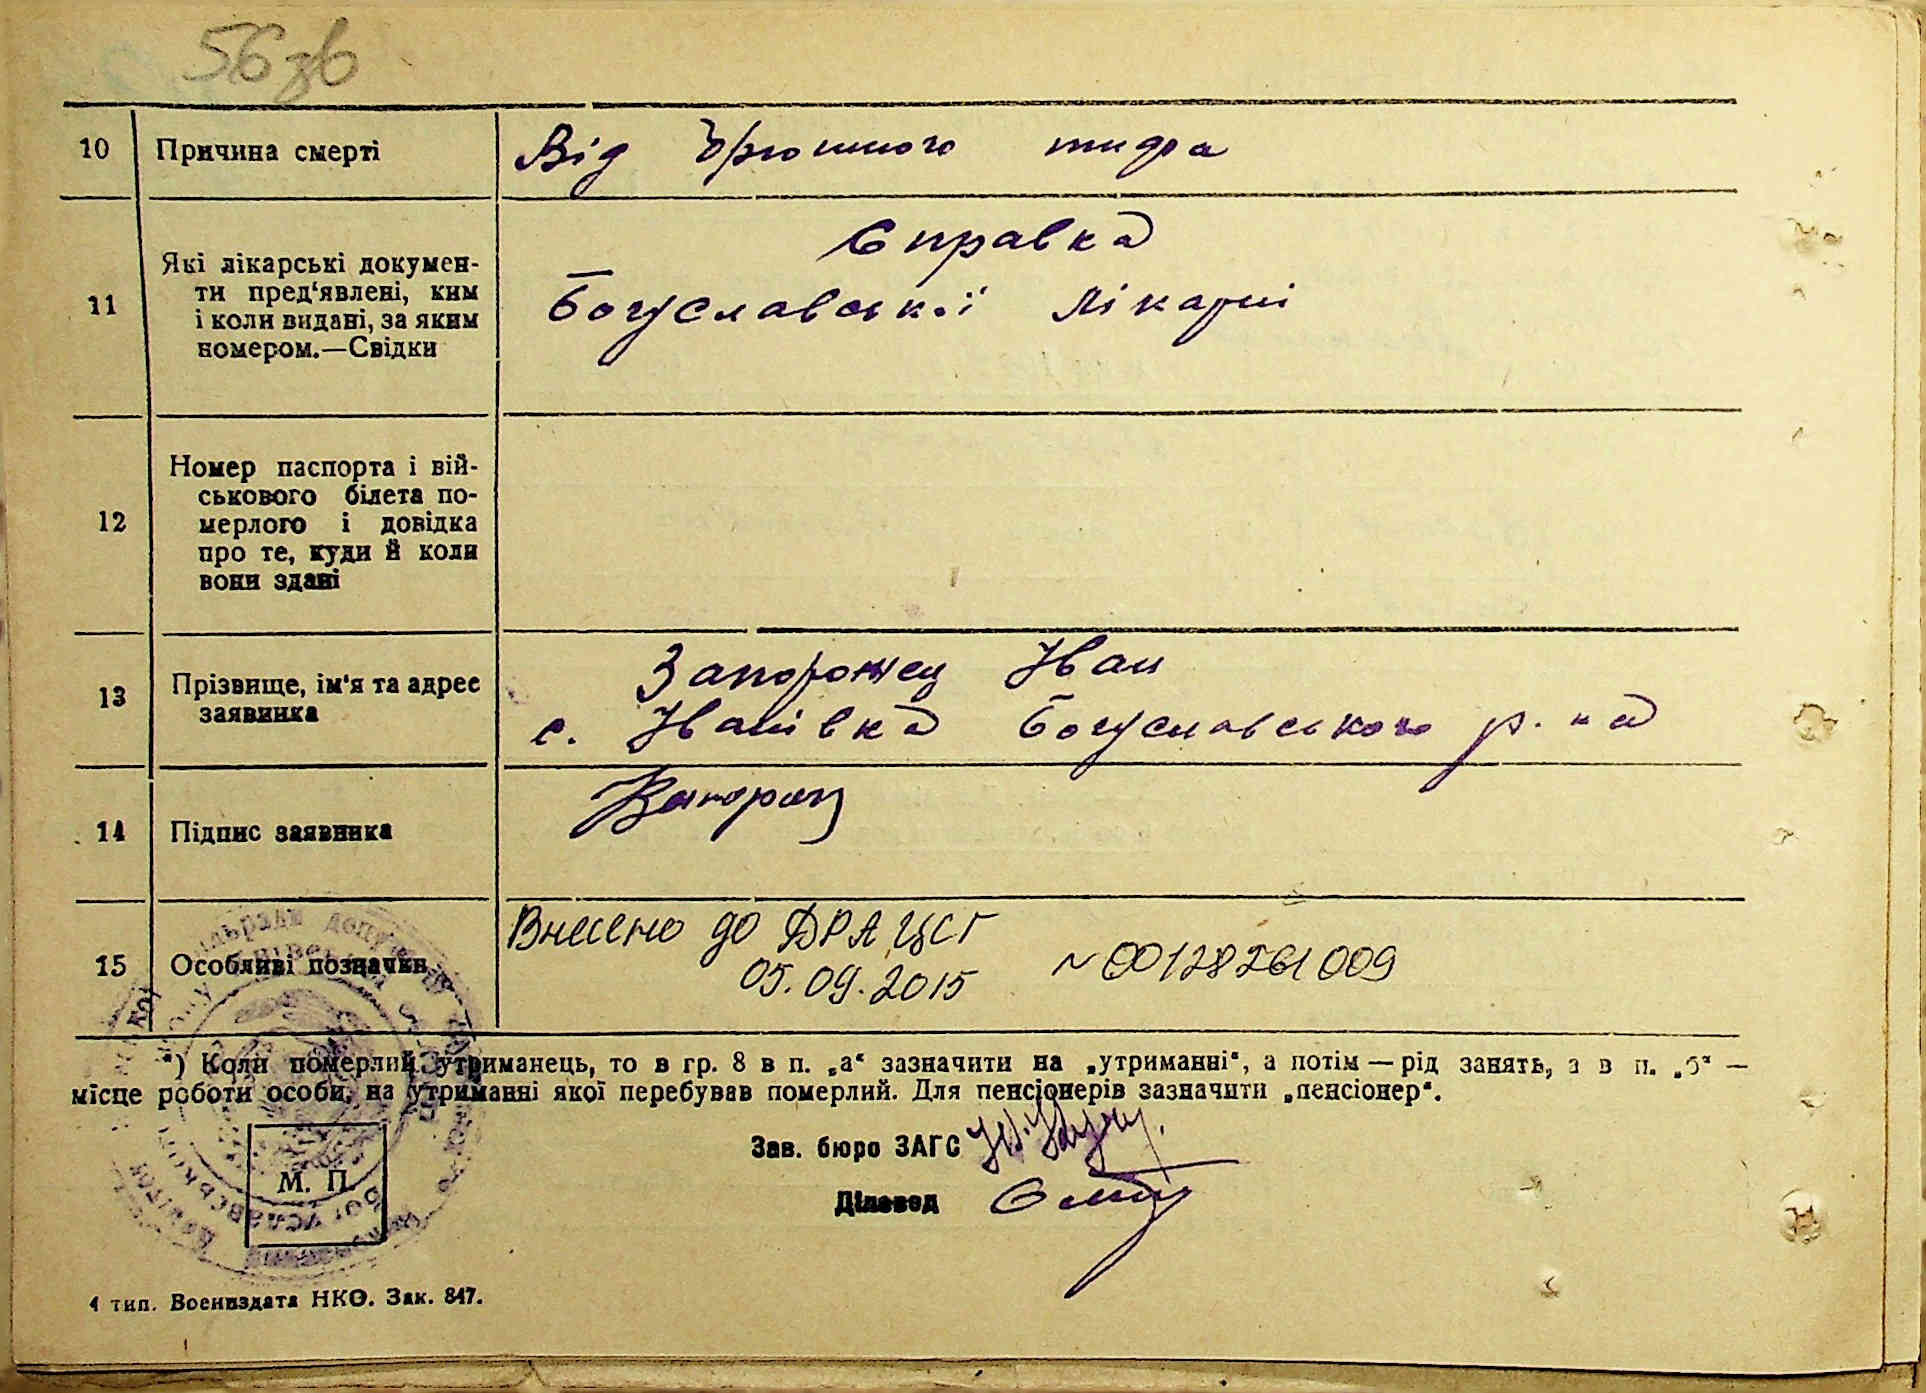 56 зв
10 Причина смерті Від брюшного тифа
11 Які лікарські докумен-
ти пред'явлені, ким
і коли видані, за яким
номером.—Свідки
Справка
Богуславської лікарні
12 Номер паспорта і вій-
ськового білета по-
мерлого і довідка
про те, куди й коли
вони здані
13 Прізвище, ім'я та адрес
заявника
Запорожец Иван
с. Иванівка Богуславського р-на
14 Підпис заявника
15 Особливі позначки
Внесено до ДРАЦСГ
05.09.2015 №00128261009
*) Коли померлий утриманець, то в гр. 8 в п. „а“ зазначити на „утриманні“, а потім — рід занять, а в п. „б“ —
місце роботи особи, на утриманні якої перебував померлий. Для пенсіонерів зазначити „пенсіонер“.
Зав. бюро ЗАГС
Діловод
М. П.
4 тип. Воениздата НКО. Зак. 847.